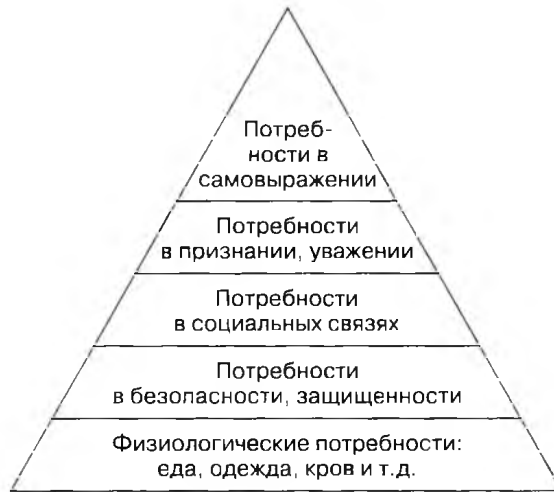 Потреб-
ности в
самовыражении
Потребности
в признании, уважении
Потребности
в социальных связях
Потребности
в безопасности, защищенности
Физиологические потребности:
еда, одежда, кров и т.д.